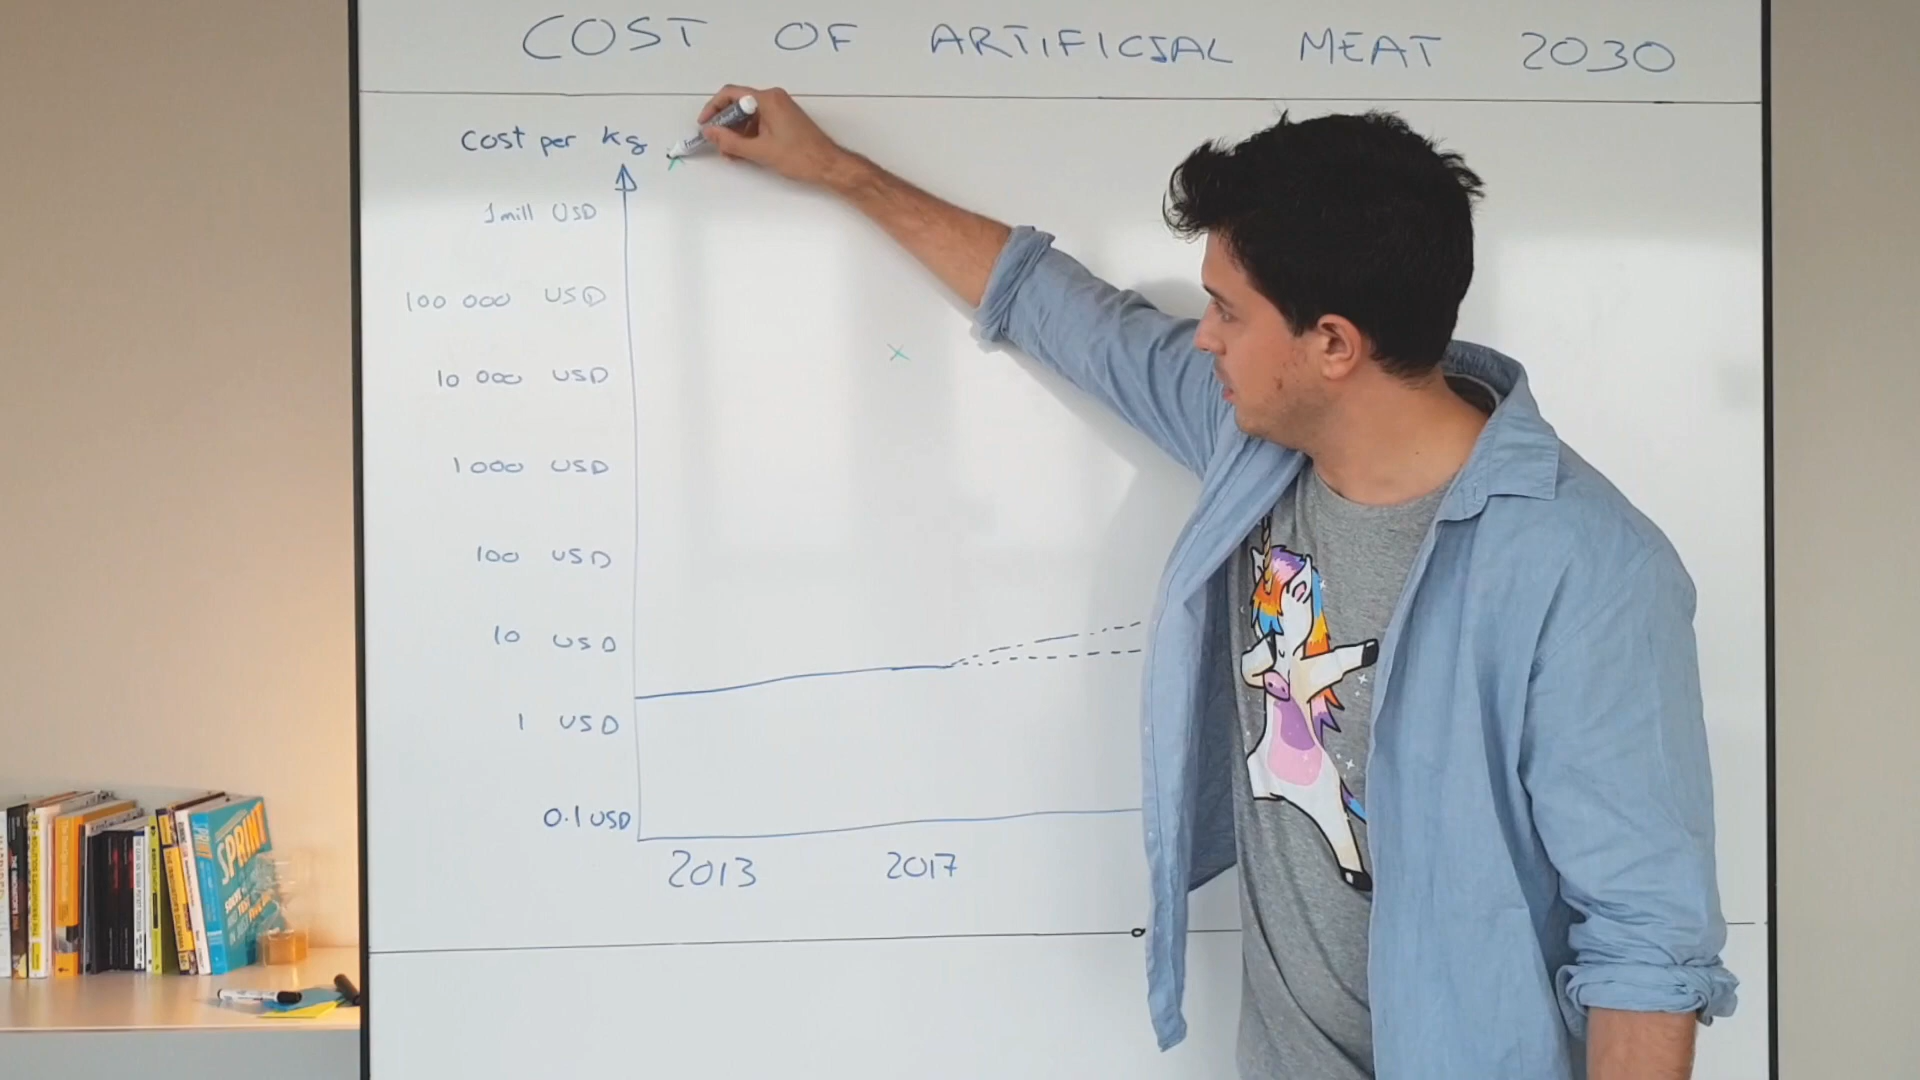 COST OF ARTIFICIAL MEAT 2030
cost per kg
1 mill USD
100 000 USD
10 000 USD
1 000 USD
100 USD
10 USD
1 USD
0.1 USD
2013 2017
SPRINT